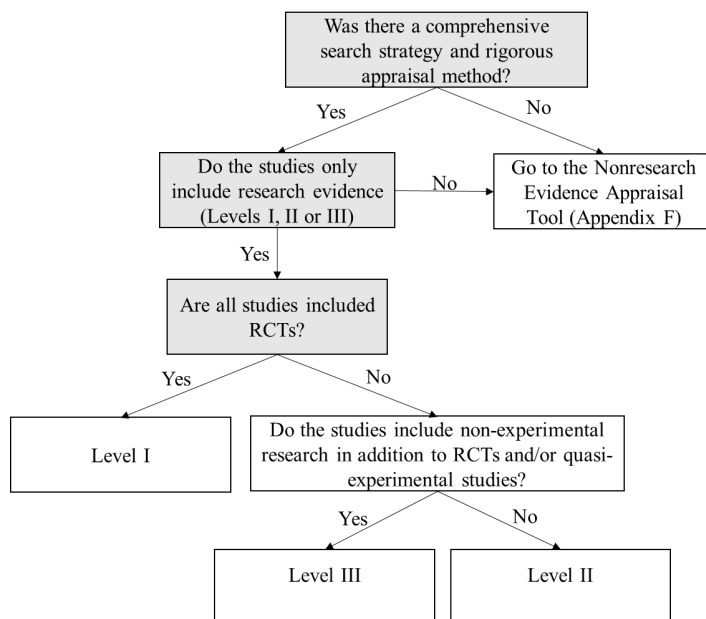 Was there a comprehensive
search strategy and rigorous
appraisal method?
Yes
No
Do the studies only
include research evidence
(Levels I, II or III)
No
Go to the Nonresearch
Evidence Appraisal
Tool (Appendix F)
Yes
Are all studies included
RCTs?
Yes
No
Level I
Do the studies include non-experimental
research in addition to RCTs and/or quasi-
experimental studies?
Yes
No
Level III
Level II